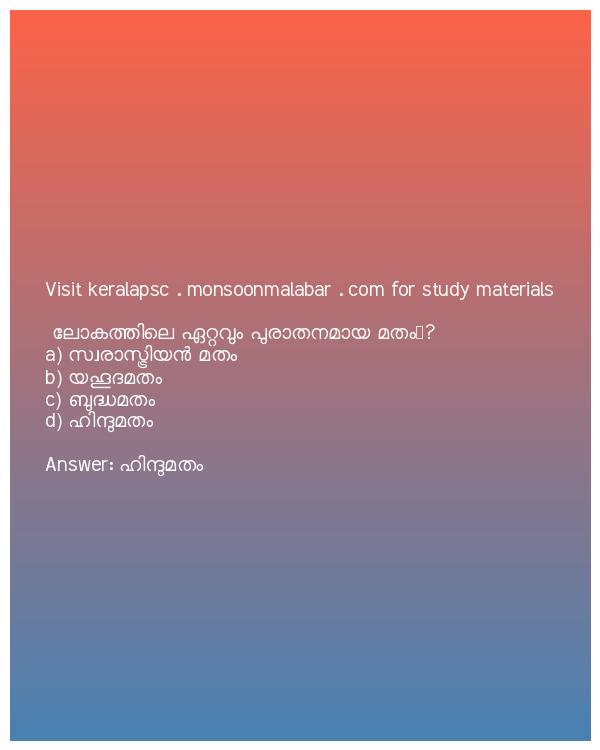 Visit keralapsc . monsoonmalabar . com for study materials
ലോകത്തിലെ ഏറ്റവും പുരാതനമായ മതം?
a) സ്വരാസ്ട്രിയൻ മതം
b) യഹൂദമതം
c) ബുദ്ധമതം
d) ഹിന്ദുമതം
Answer: ഹിന്ദുമതം